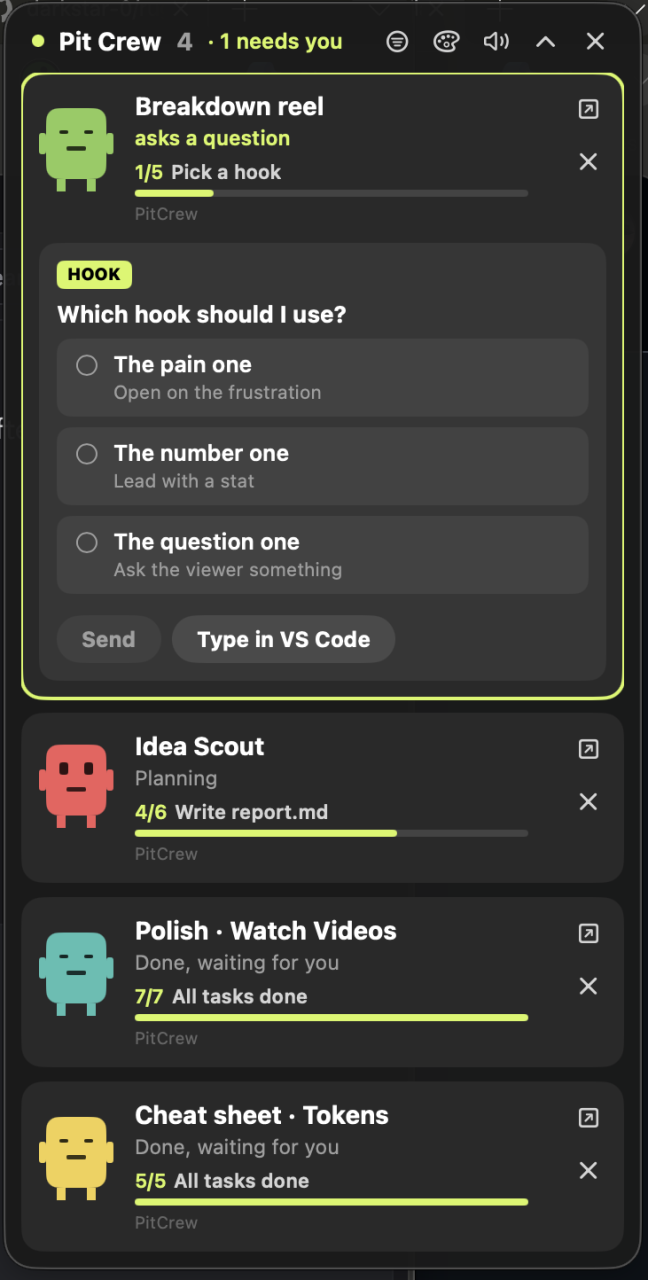 Pit Crew 4 · 1 needs you
Breakdown reel
asks a question
1/5 Pick a hook
PitCrew
HOOK
Which hook should I use?
The pain one
Open on the frustration
The number one
Lead with a stat
The question one
Ask the viewer something
Send
Type in VS Code
Idea Scout
Planning
4/6 Write report.md
PitCrew
Polish · Watch Videos
Done, waiting for you
7/7 All tasks done
PitCrew
Cheat sheet · Tokens
Done, waiting for you
5/5 All tasks done
PitCrew